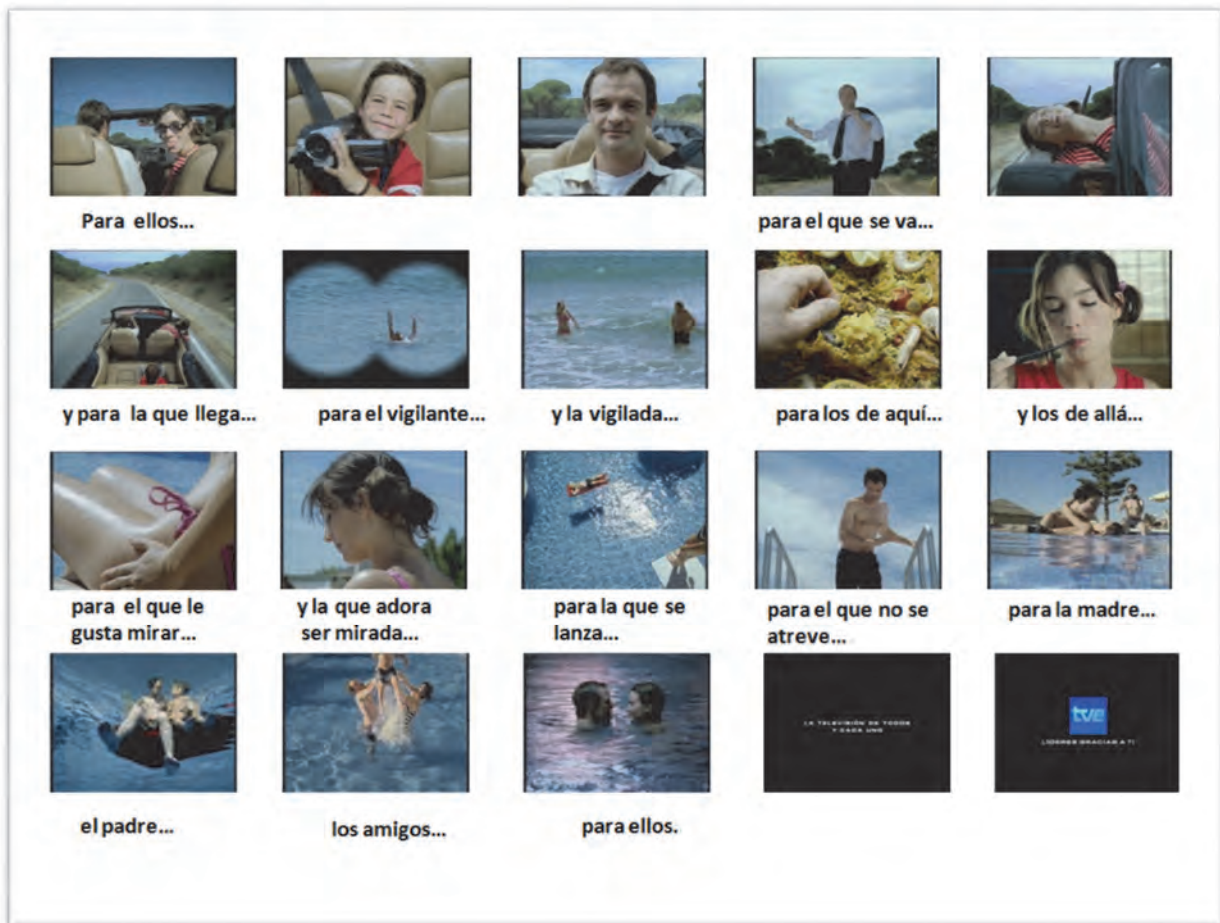 Para ellos...
para el que se va...
y para la que llega...
para el vigilante...
y la vigilada...
para los de aquí...
y los de allá...
para el que le
gusta mirar...
y la que adora
ser mirada...
para la que se
lanza...
para el que no se
atreve...
para la madre...
LA TELEVISIÓN DE TODOS
Y CADA UNO
tve
LÍDERES GRACIAS A TI
el padre...
los amigos...
para ellos.